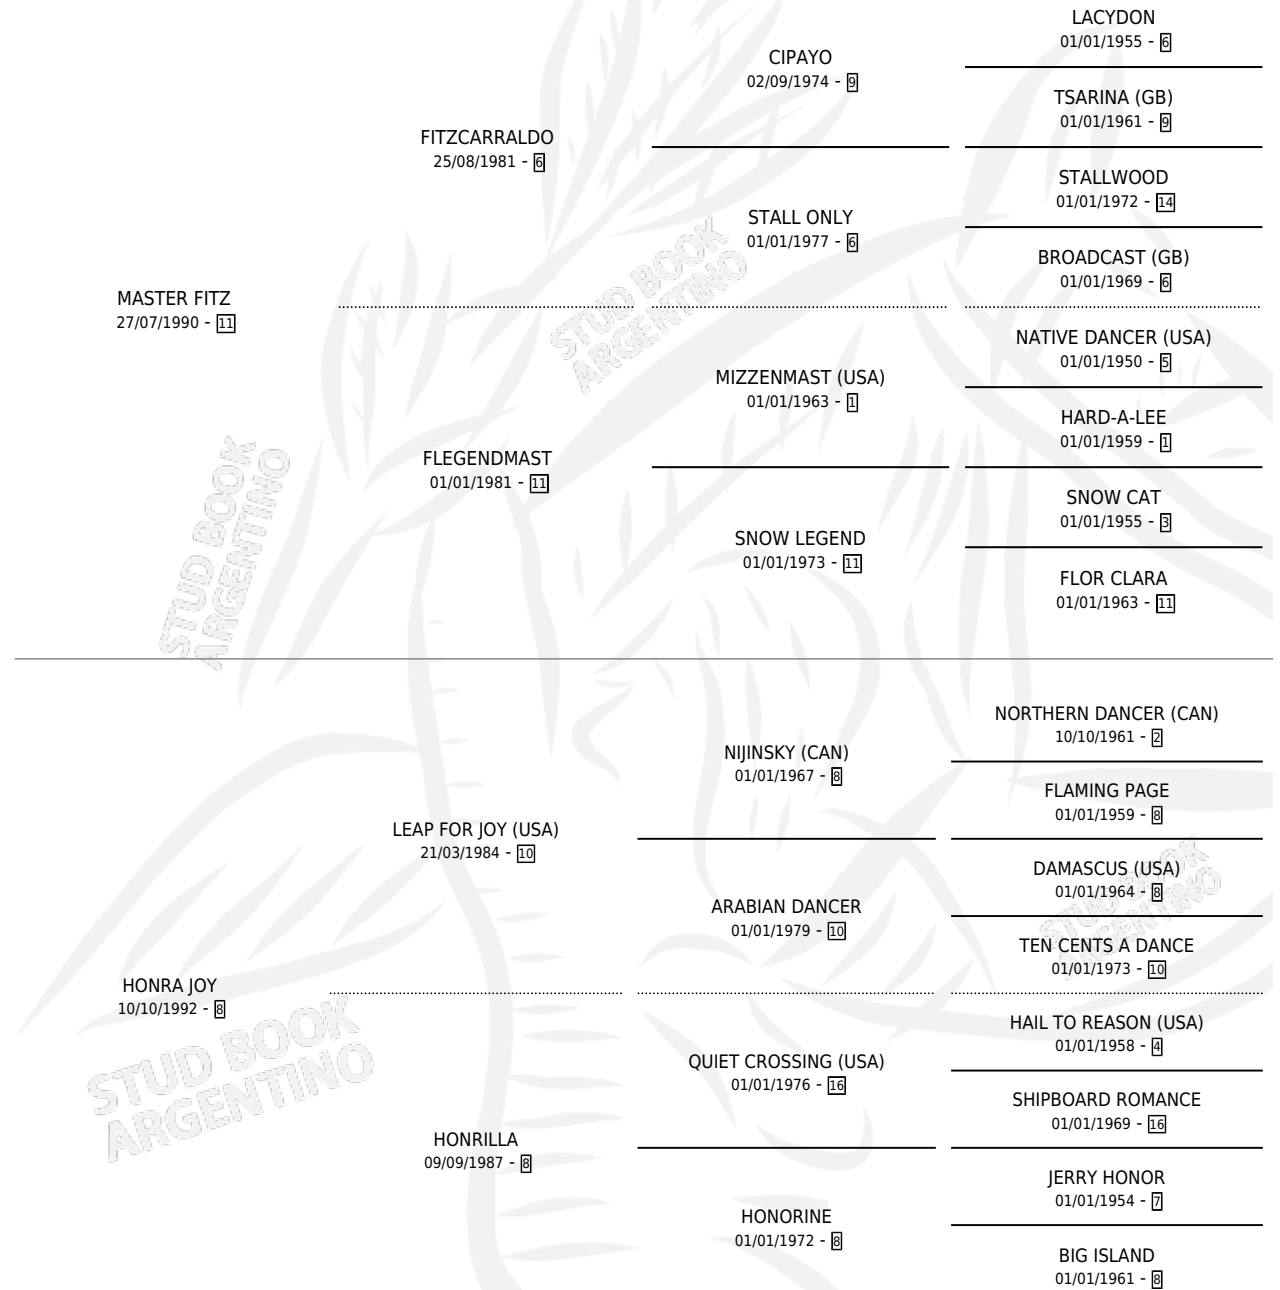 LACYDON
01/01/1955 - 6
CIPAYO
02/09/1974 - 9
TSARINA (GB)
01/01/1961 - 9
FITZCARRALDO
25/08/1981 - 6
STALLWOOD
01/01/1972 - 14
STALL ONLY
01/01/1977 - 6
BROADCAST (GB)
01/01/1969 - 6
MASTER FITZ
27/07/1990 - 11
STUD BOOK
ARGENTINO
NATIVE DANCER (USA)
01/01/1950 - 5
MIZZENMAST (USA)
01/01/1963 - 1
HARD-A-LEE
01/01/1959 - 1
FLEGENDMAST
01/01/1981 - 11
SNOW CAT
01/01/1955 - 3
SNOW LEGEND
01/01/1973 - 11
FLOR CLARA
01/01/1963 - 11
STUD BOOK
ARGENTINO
NORTHERN DANCER (CAN)
10/10/1961 - 2
NIJINSKY (CAN)
01/01/1967 - 8
FLAMING PAGE
01/01/1959 - 8
LEAP FOR JOY (USA)
21/03/1984 - 10
DAMASCUS (USA)
01/01/1964 - 8
ARABIAN DANCER
01/01/1979 - 10
STUD BOOK
ARGENTINO
TEN CENTS A DANCE
01/01/1973 - 10
HONRA JOY
10/10/1992 - 8
HAIL TO REASON (USA)
01/01/1958 - 4
QUIET CROSSING (USA)
01/01/1976 - 16
SHIPBOARD ROMANCE
01/01/1969 - 16
STUD BOOK
ARGENTINO
HONRILLA
09/09/1987 - 8
JERRY HONOR
01/01/1954 - 7
HONORINE
01/01/1972 - 8
BIG ISLAND
01/01/1961 - 8